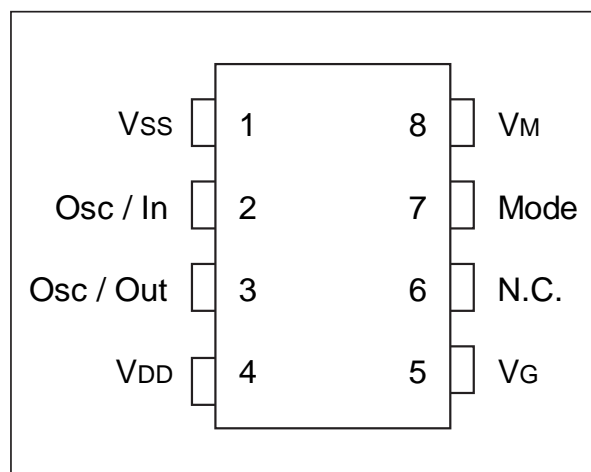 VSS 1 8 VM
Osc / In 2 7 Mode
Osc / Out 3 6 N.C.
VDD 4 5 VG